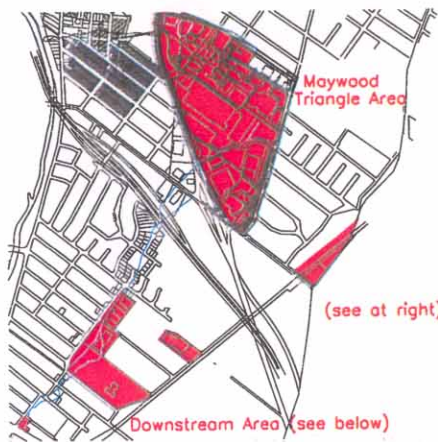 Maywood
Triangle Area
(see at right)
Downstream Area (see below)